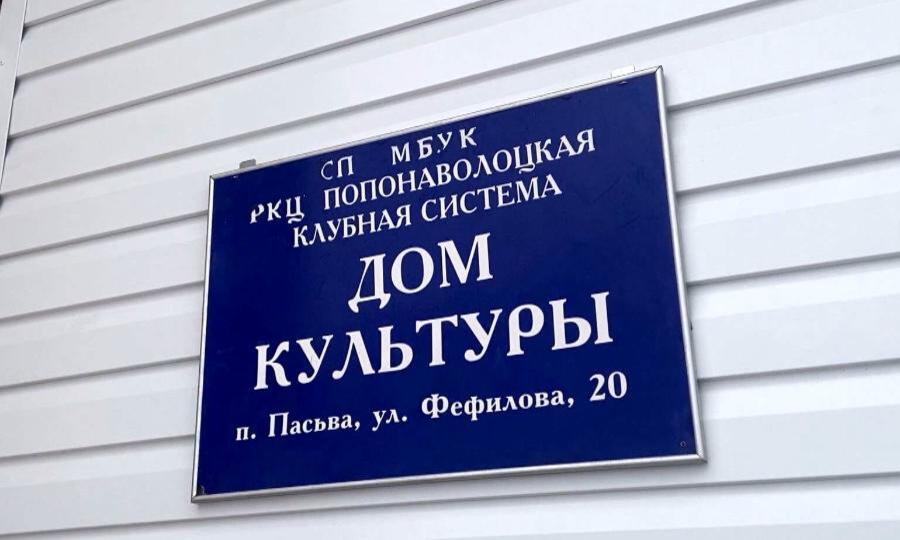 СП МБУК
РКЦ ПОПОНАВОЛОЦКАЯ
КЛУБНАЯ СИСТЕМА
ДОМ
КУЛЬТУРЫ
п. Пасьва, ул. Фефилова, 20